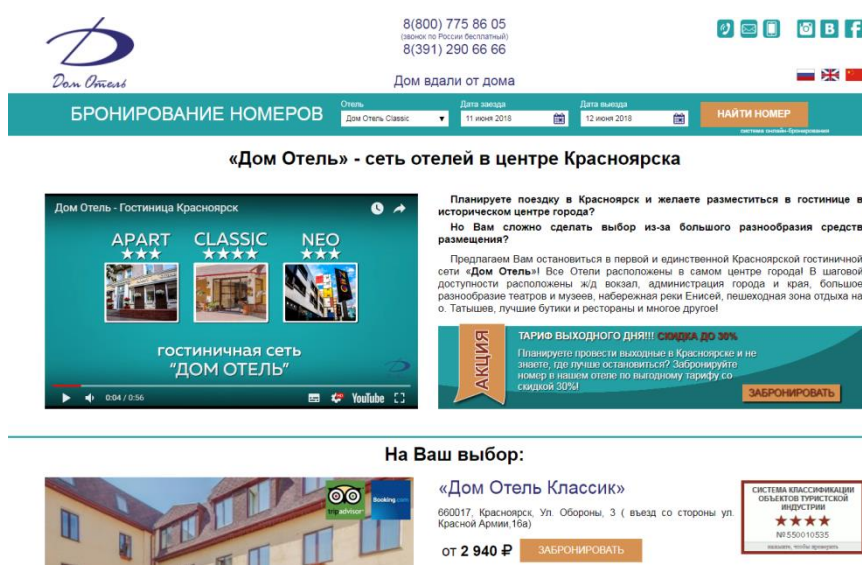 8(800) 775 86 05
(звонок по России бесплатный)
8(391) 290 66 66
Дом Отель
Дом вдали от дома
БРОНИРОВАНИЕ НОМЕРОВ
Отель
Дом Отель Classic
Дата заезда
11 июня 2018
Дата выезда
12 июня 2018
НАЙТИ НОМЕР
система онлайн-бронирования
«Дом Отель» - сеть отелей в центре Красноярска
Дом Отель - Гостиница Красноярск
APART
CLASSIC
NEO
гостиничная сеть
"ДОМ ОТЕЛЬ"
0:04 / 0:56
YouTube
Планируете поездку в Красноярск и желаете разместиться в гостинице в
историческом центре города?
Но Вам сложно сделать выбор из-за большого разнообразия средств
размещения?
Предлагаем Вам остановиться в первой и единственной Красноярской гостиничной
сети «Дом Отель»! Все Отели расположены в самом центре города! В шаговой
доступности расположены ж/д вокзал, администрация города и края, большое
разнообразие театров и музеев, набережная реки Енисей, пешеходная зона отдыха на
о. Татышев, лучшие бутики и рестораны и многое другое!
АКЦИЯ
ТАРИФ ВЫХОДНОГО ДНЯ!!! СКИДКА ДО 30%
Планируете провести выходные в Красноярске и не
знаете, где лучше остановиться? Забронируйте
номер в нашем отеле по выгодному тарифу со
скидкой 30%!
ЗАБРОНИРОВАТЬ
На Ваш выбор:
tripadvisor
Booking.com
«Дом Отель Классик»
660017, Красноярск, Ул. Обороны, 3 ( въезд со стороны ул.
Красной Армии,16а)
от 2 940 ₽
ЗАБРОНИРОВАТЬ
СИСТЕМА КЛАССИФИКАЦИИ
ОБЪЕКТОВ ТУРИСТСКОЙ
ИНДУСТРИИ
№550010535
нажмите, чтобы проверить